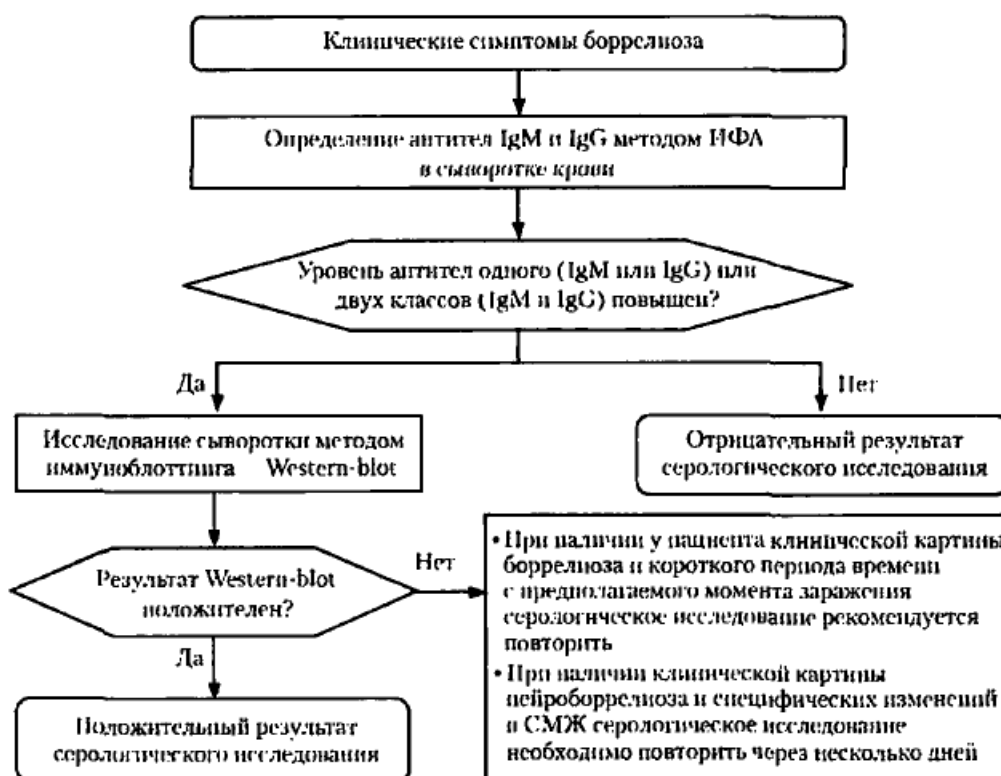 Клинические симптомы боррелиоза
Определение антител IgM и IgG методом ИФА
в сыворотке крови
Уровень антител одного (IgM или IgG) или
двух классов (IgM и IgG) повышен?
Да
Нет
Исследование сыворотки методом
иммуноблоттинга Western-blot
Отрицательный результат
серологического исследования
Результат Western-blot
положителен?
Нет
• При наличии у пациента клинической картины
боррелиоза и короткого периода времени
с предполагаемого момента заражения
серологическое исследование рекомендуется
повторить
• При наличии клинической картины
нейроборрелиоза и специфических изменений
в СМЖ серологическое исследование
необходимо повторить через несколько дней
Да
Положительный результат
серологического исследования